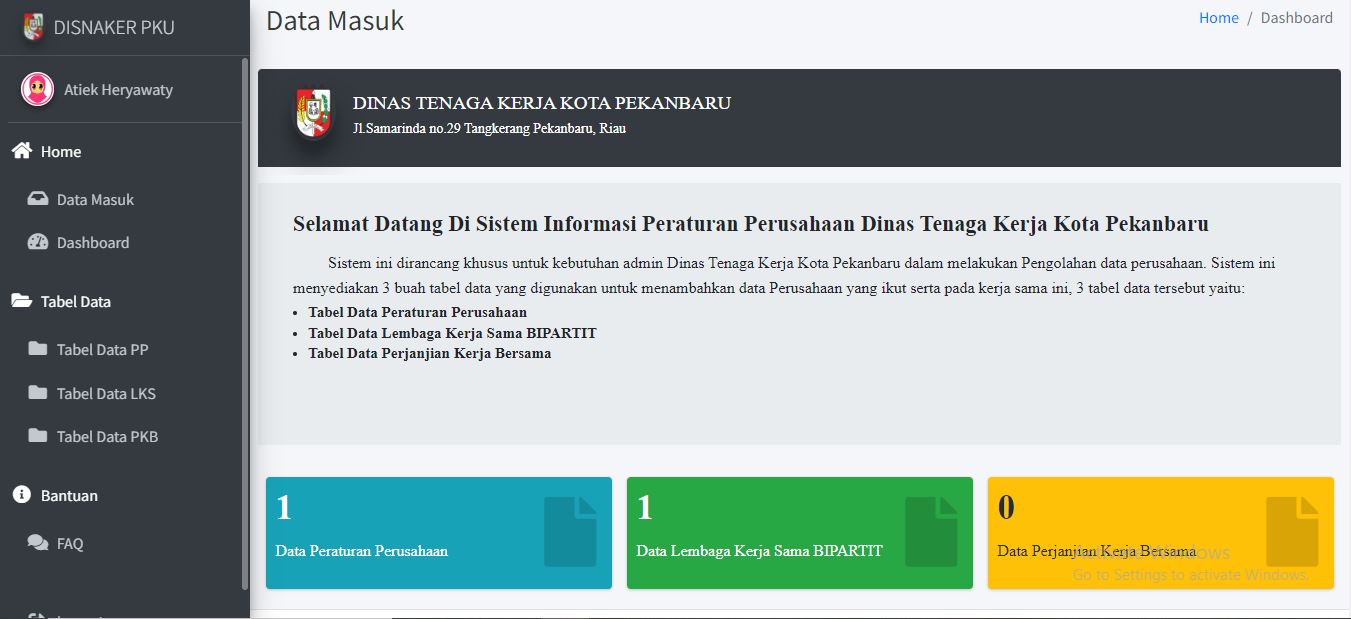 DISNAKER PKU
Atiek Heryawaty
Home
Data Masuk
Dashboard
Tabel Data
Tabel Data PP
Tabel Data LKS
Tabel Data PKB
Bantuan
FAQ
Data Masuk
Home / Dashboard
DINAS TENAGA KERJA KOTA PEKANBARU
Jl.Samarinda no.29 Tangkerang Pekanbaru, Riau
Selamat Datang Di Sistem Informasi Peraturan Perusahaan Dinas Tenaga Kerja Kota Pekanbaru
Sistem ini dirancang khusus untuk kebutuhan admin Dinas Tenaga Kerja Kota Pekanbaru dalam melakukan Pengolahan data perusahaan. Sistem ini
menyediakan 3 buah tabel data yang digunakan untuk menambahkan data Perusahaan yang ikut serta pada kerja sama ini, 3 tabel data tersebut yaitu:
• Tabel Data Peraturan Perusahaan
• Tabel Data Lembaga Kerja Sama BIPARTIT
• Tabel Data Perjanjian Kerja Bersama
1
Data Peraturan Perusahaan
1
Data Lembaga Kerja Sama BIPARTIT
0
Data Perjanjian Kerja Bersama
Activate Windows
Go to Settings to activate Windows.